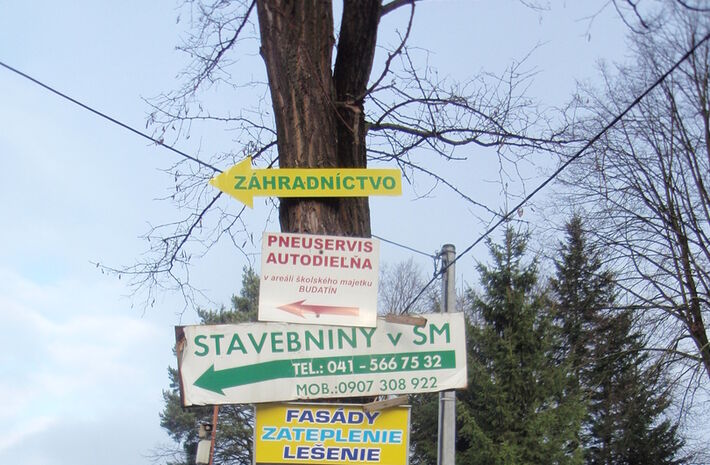 ZÁHRADNÍCTVO
PNEUSERVIS
AUTODIEĽŇA
v areáli školského majetku
BUDATÍN
STAVEBNINY v ŠM
TEL.: 041 - 566 75 32
MOB.:0907 308 922
FASÁDY
ZATEPLENIE
LEŠENIE